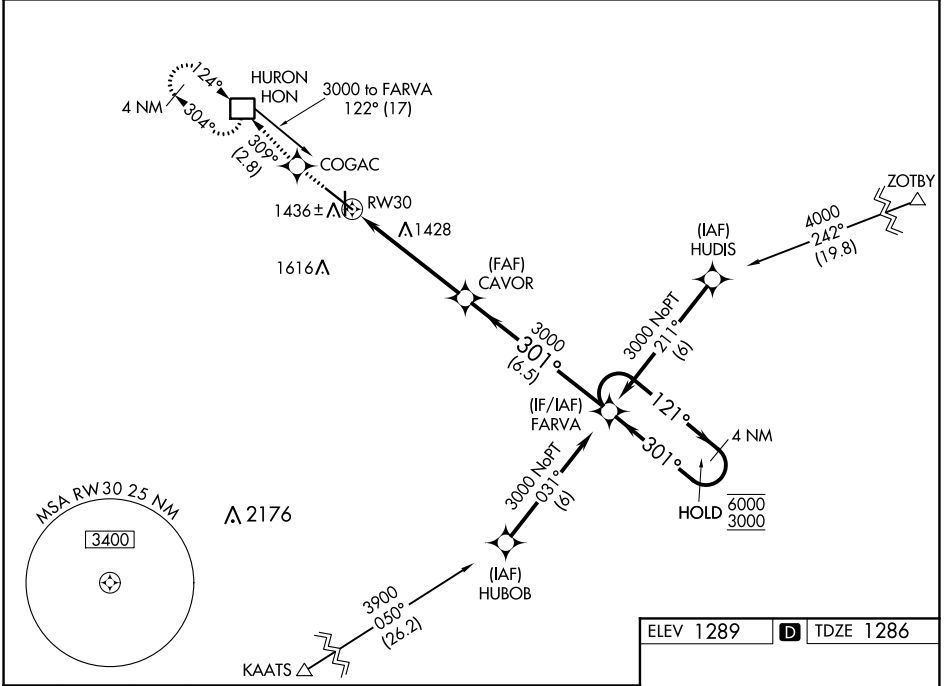 124°
4 NM
304°
HURON
HON
3000 to FARVA
122° (17)
309°
(2.8)
COGAC
1436 ±
RW30
1428
1616
(FAF)
CAVOR
ZOTBY
4000
242°
(19.8)
(IAF)
HUDIS
3000 NoPT
211°
(6)
3000
301°
(6.5)
(IF/IAF)
FARVA
121°
301°
4 NM
HOLD
6000
3000
3000 NoPT
031°
(6)
(IAF)
HUBOB
MSA RW30 25 NM
3400
2176
3900
050°
(26.2)
KAATS
ELEV 1289 D TDZE 1286